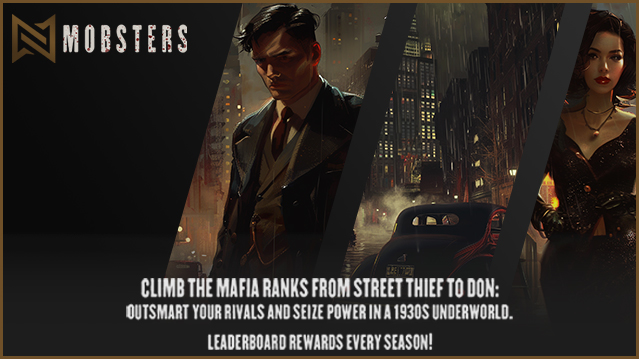 MOBSTERS
CLIMB THE MAFIA RANKS FROM STREET THIEF TO DON:
OUTSMART YOUR RIVALS AND SEIZE POWER IN A 1930S UNDERWORLD.
LEADERBOARD REWARDS EVERY SEASON!